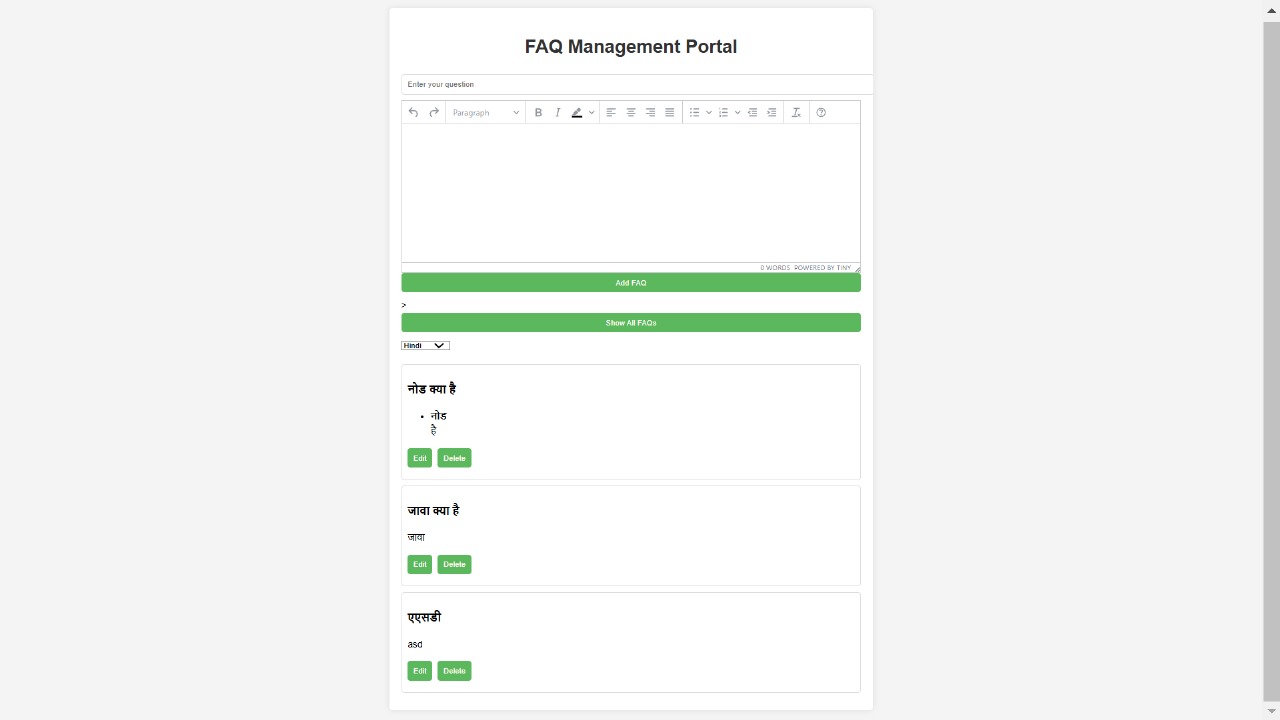 FAQ Management Portal
Enter your question
Paragraph
0 WORDS POWERED BY TINY
Add FAQ
>
Show All FAQs
Hindi
नोड क्या है
• नोड
है
Edit Delete
जावा क्या है
जावा
Edit Delete
एएसडी
asd
Edit Delete